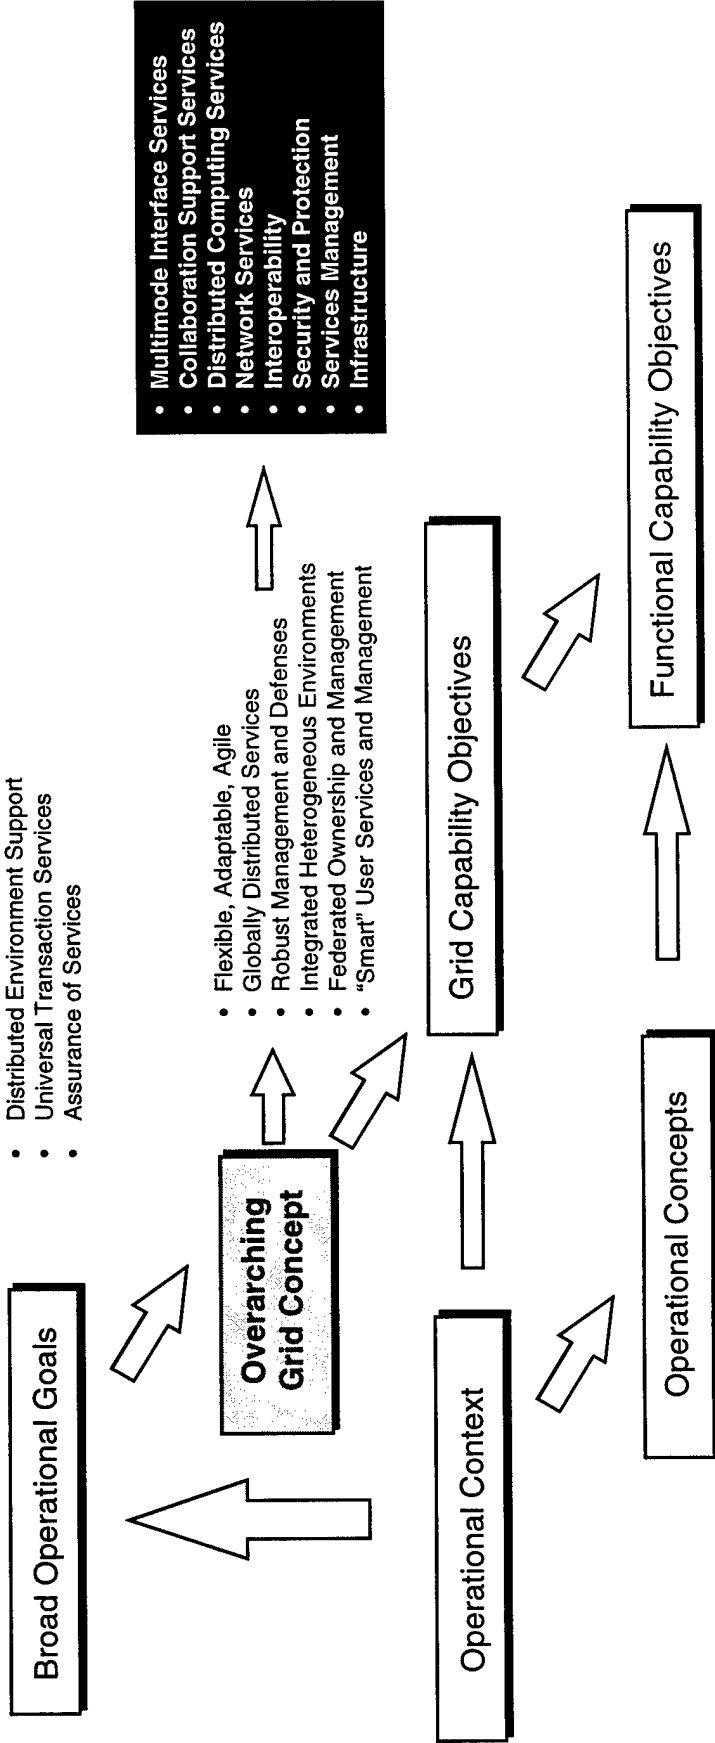 Broad Operational Goals
• Distributed Environment Support
• Universal Transaction Services
• Assurance of Services
Overarching
Grid Concept
• Flexible, Adaptable, Agile
• Globally Distributed Services
• Robust Management and Defenses
• Integrated Heterogeneous Environments
• Federated Ownership and Management
• “Smart” User Services and Management
• Multimode Interface Services
• Collaboration Support Services
• Distributed Computing Services
• Network Services
• Interoperability
• Security and Protection
• Services Management
• Infrastructure
Operational Context
Grid Capability Objectives
Operational Concepts
Functional Capability Objectives